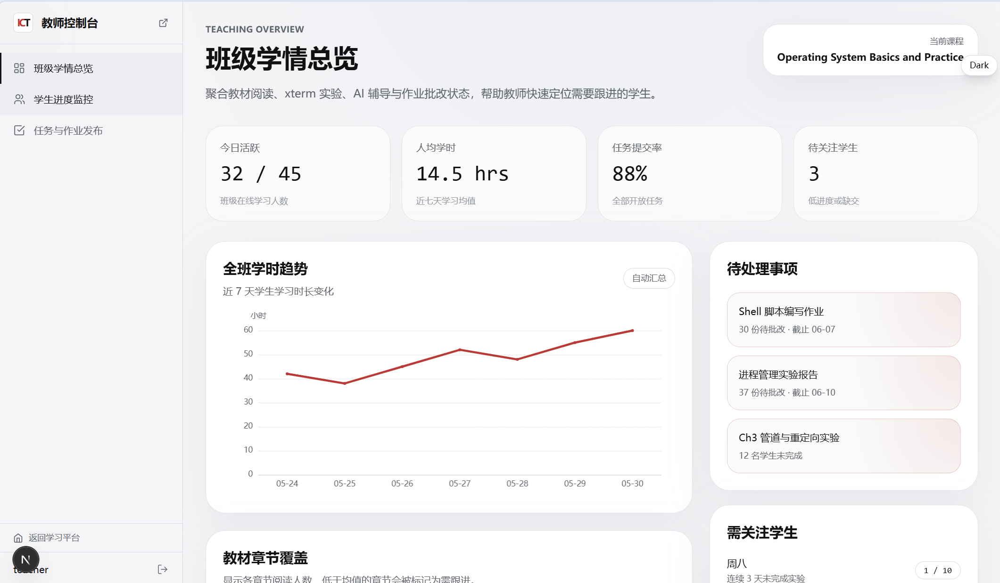 ICT 教师控制台
班级学情总览
学生进度监控
任务与作业发布
返回学习平台
N
teacher
TEACHING OVERVIEW
班级学情总览
聚合教材阅读、xterm 实验、AI 辅导与作业批改状态，帮助教师快速定位需要跟进的学生。
当前课程
Operating System Basics and Practice
Dark
今日活跃
32 / 45
班级在线学习人数
人均学时
14.5 hrs
近七天学习均值
任务提交率
88%
全部开放任务
待关注学生
3
低进度或缺交
全班学时趋势
近 7 天学生学习时长变化
自动汇总
小时
60
50
40
30
20
10
0
05-24 05-25 05-26 05-27 05-28 05-29 05-30
教材章节覆盖
显示各章节阅读人数，低于均值的章节会被标记为需跟进。
待处理事项
Shell 脚本编写作业
30 份待批改 · 截止 06-07
进程管理实验报告
37 份待批改 · 截止 06-10
Ch3 管道与重定向实验
12 名学生未完成
需关注学生
周八
连续 3 天未完成实验
1 / 10